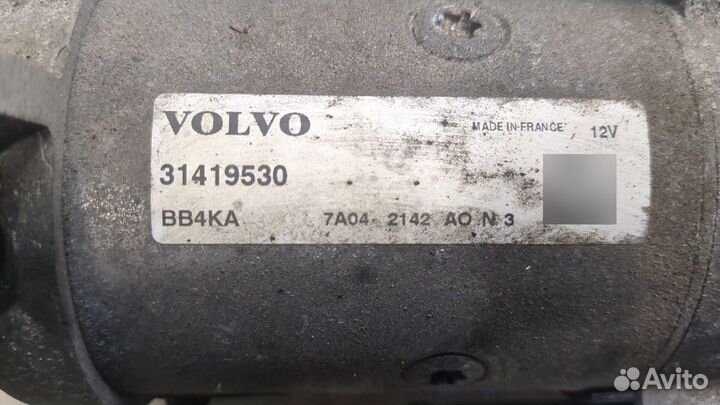 VOLVO MADE IN FRANCE 12V
31419530
BB4KA 7A04 2142 AO N 3
Avito